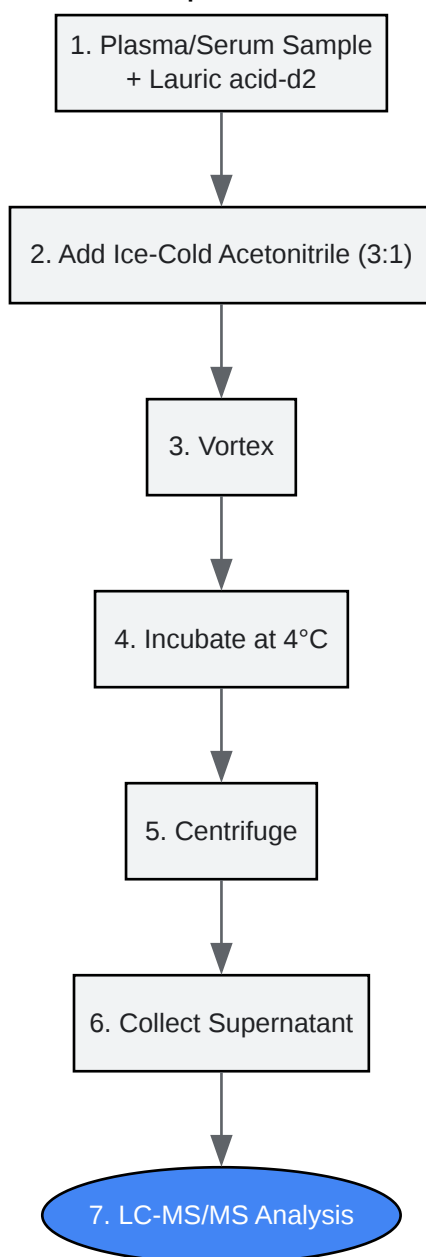 1. Plasma/Serum Sample
+ Lauric acid-d2
2. Add Ice-Cold Acetonitrile (3:1)
3. Vortex
4. Incubate at 4°C
5. Centrifuge
6. Collect Supernatant
7. LC-MS/MS Analysis